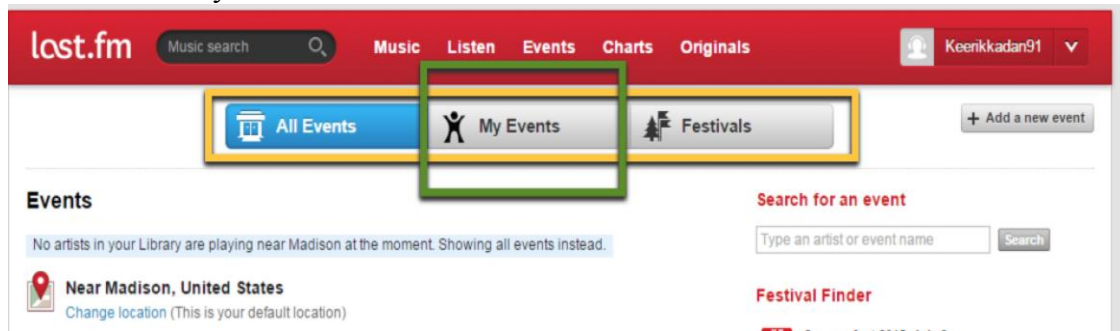 last.fm Music search Music Listen Events Charts Originals Keerikkadan91
All Events My Events Festivals + Add a new event
Events
No artists in your Library are playing near Madison at the moment. Showing all events instead.
Near Madison, United States
Change location (This is your default location)
Search for an event
Type an artist or event name Search
Festival Finder